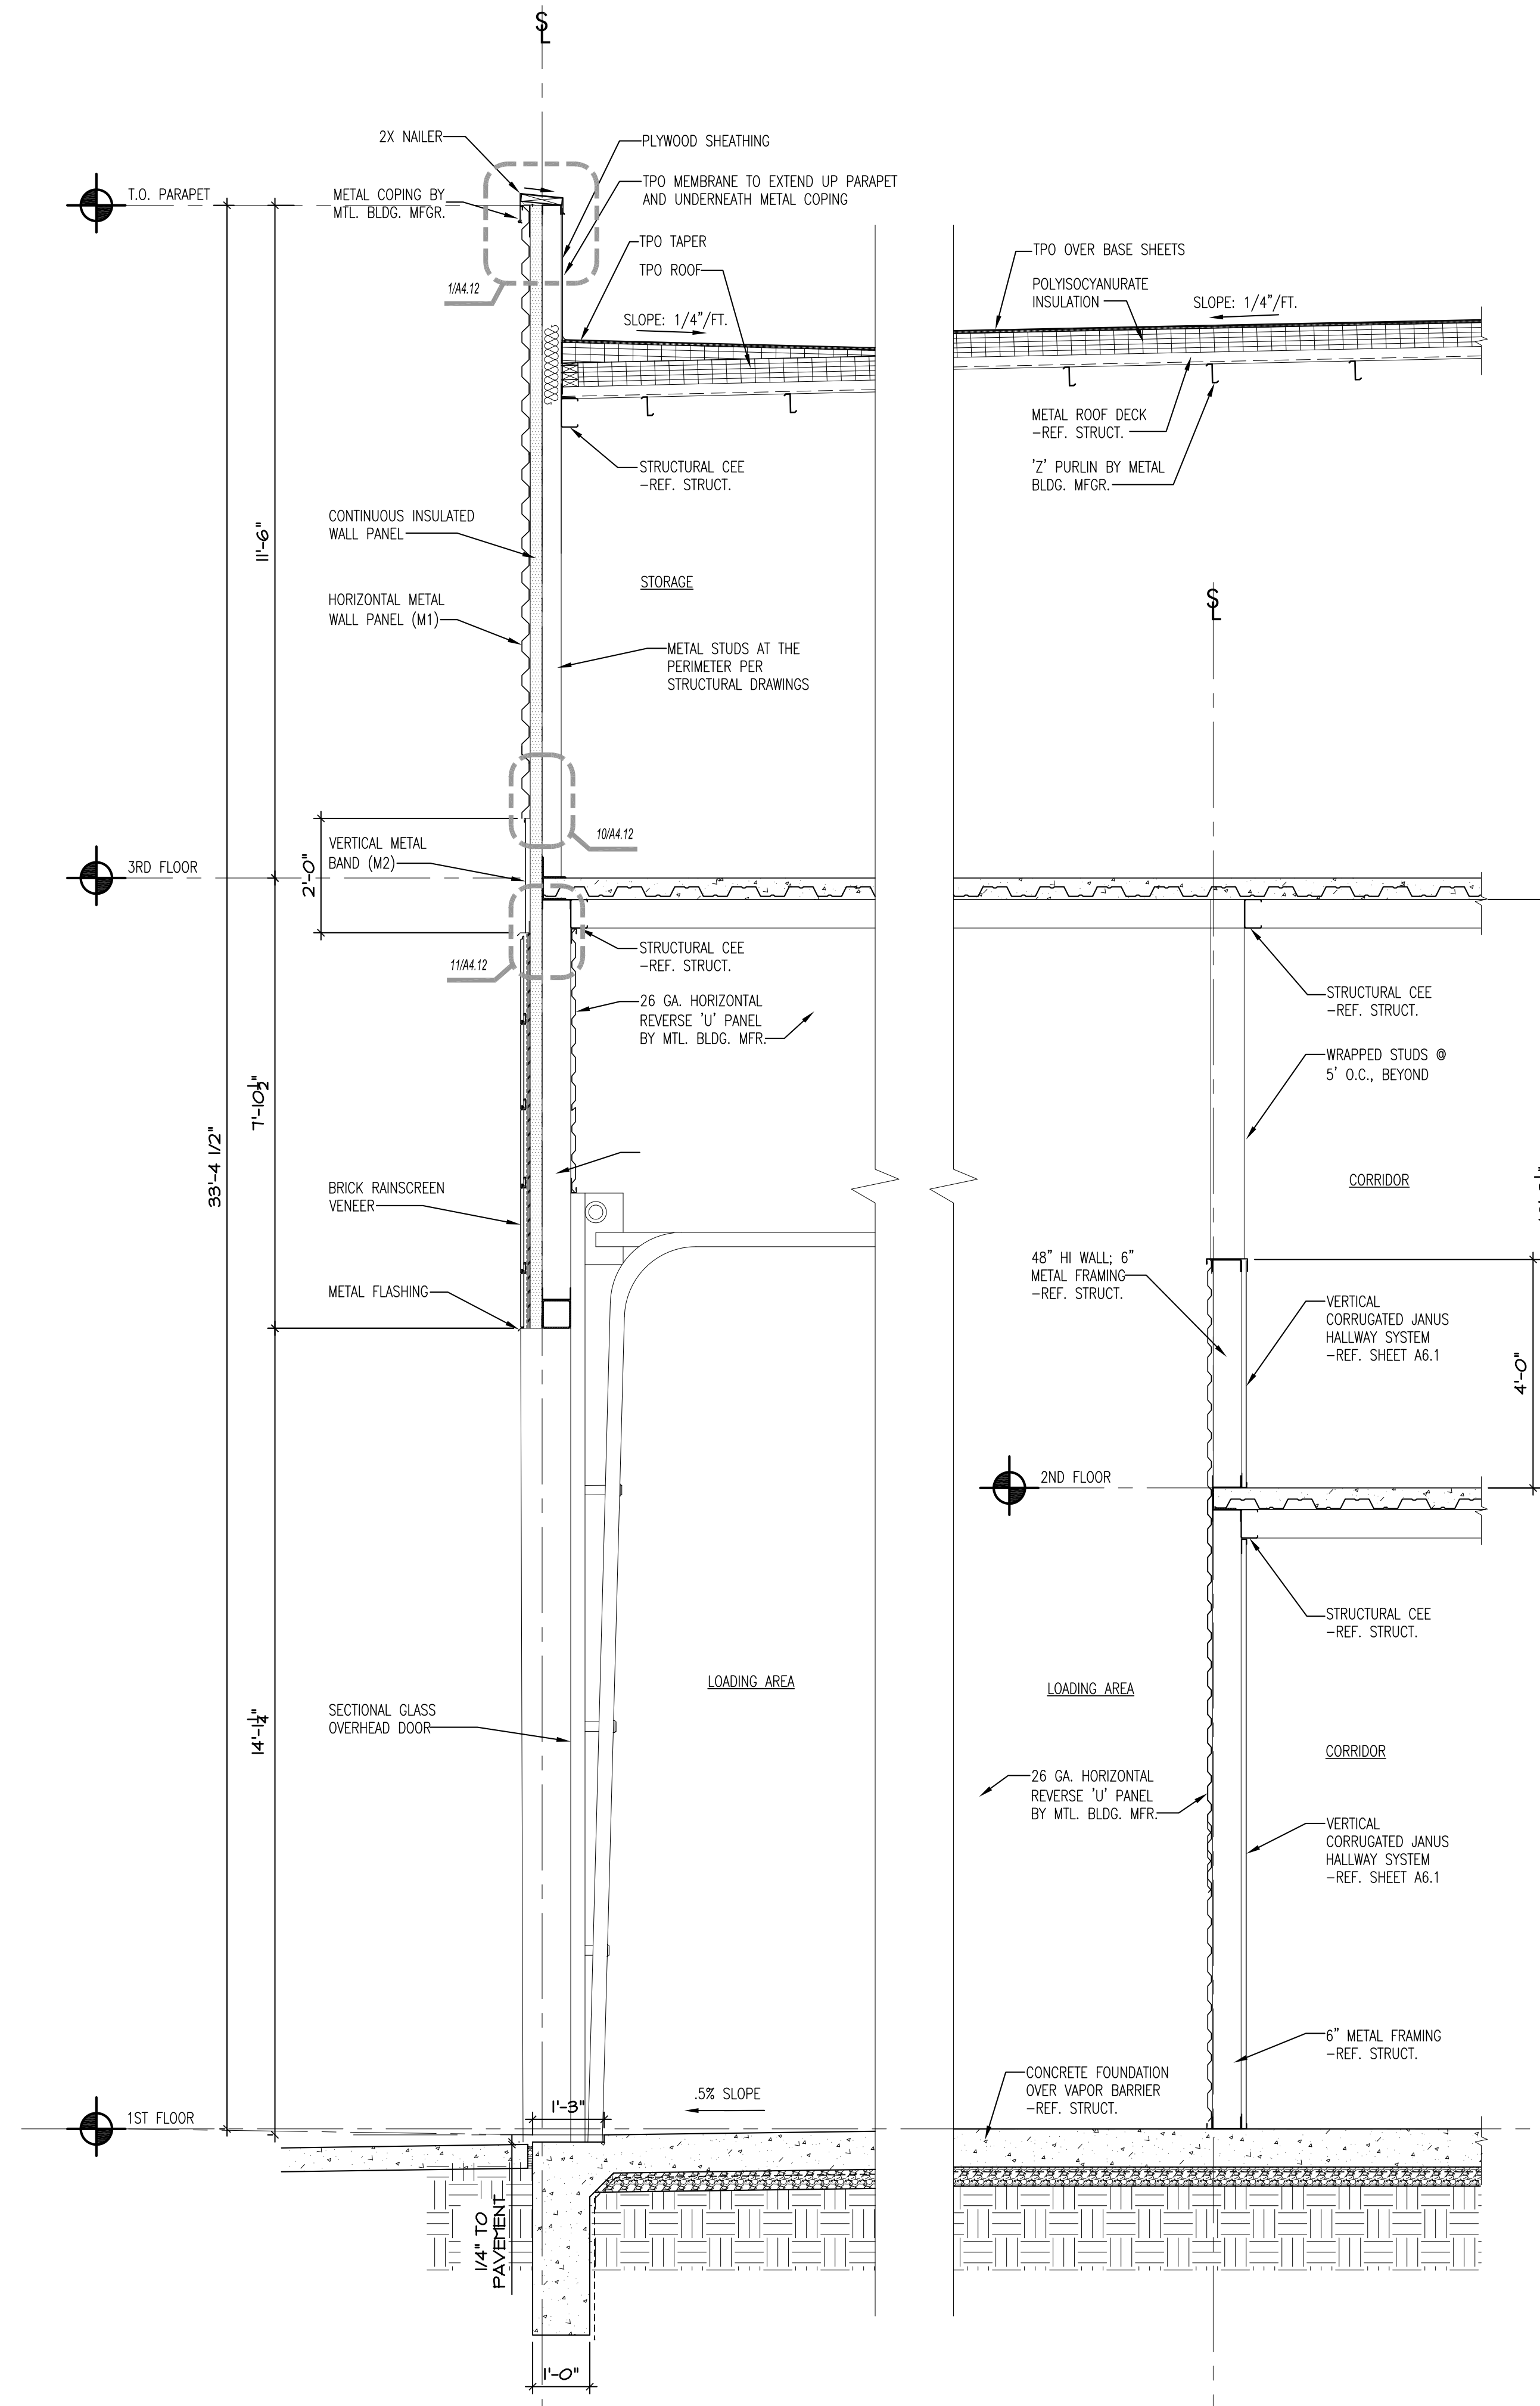 2X NAILER
PLYWOOD SHEATHING
T.O. PARAPET
METAL COPING BY
MTL. BLDG. MFGR.
TPO MEMBRANE TO EXTEND UP PARAPET
AND UNDERNEATH METAL COPING
1/A4.12
TPO TAPER
TPO ROOF
SLOPE: 1/4"/FT.
TPO OVER BASE SHEETS
POLYISOCYANURATE
INSULATION
SLOPE: 1/4"/FT.
METAL ROOF DECK
-REF. STRUCT.
'Z' PURLIN BY METAL
BLDG. MFGR.
STRUCTURAL CEE
-REF. STRUCT.
CONTINUOUS INSULATED
WALL PANEL
11'-6"
STORAGE
HORIZONTAL METAL
WALL PANEL (M1)
METAL STUDS AT THE
PERIMETER PER
STRUCTURAL DRAWINGS
10/A4.12
VERTICAL METAL
BAND (M2)
2'-0"
3RD FLOOR
11/A4.12
STRUCTURAL CEE
-REF. STRUCT.
26 GA. HORIZONTAL
REVERSE 'U' PANEL
BY MTL. BLDG. MFR.
STRUCTURAL CEE
-REF. STRUCT.
WRAPPED STUDS @
5' O.C., BEYOND
CORRIDOR
7'-10 1/2"
33'-4 1/2"
BRICK RAINSCREEN
VENEER
METAL FLASHING
48" HI WALL; 6"
METAL FRAMING
-REF. STRUCT.
VERTICAL
CORRUGATED JANUS
HALLWAY SYSTEM
-REF. SHEET A6.1
4'-0"
2ND FLOOR
STRUCTURAL CEE
-REF. STRUCT.
SECTIONAL GLASS
OVERHEAD DOOR
14'-1 1/4"
LOADING AREA
LOADING AREA
CORRIDOR
26 GA. HORIZONTAL
REVERSE 'U' PANEL
BY MTL. BLDG. MFR.
VERTICAL
CORRUGATED JANUS
HALLWAY SYSTEM
-REF. SHEET A6.1
6" METAL FRAMING
-REF. STRUCT.
CONCRETE FOUNDATION
OVER VAPOR BARRIER
-REF. STRUCT.
1ST FLOOR
1'-3"
.5% SLOPE
1/4" TO
PAVEMENT
1'-0"